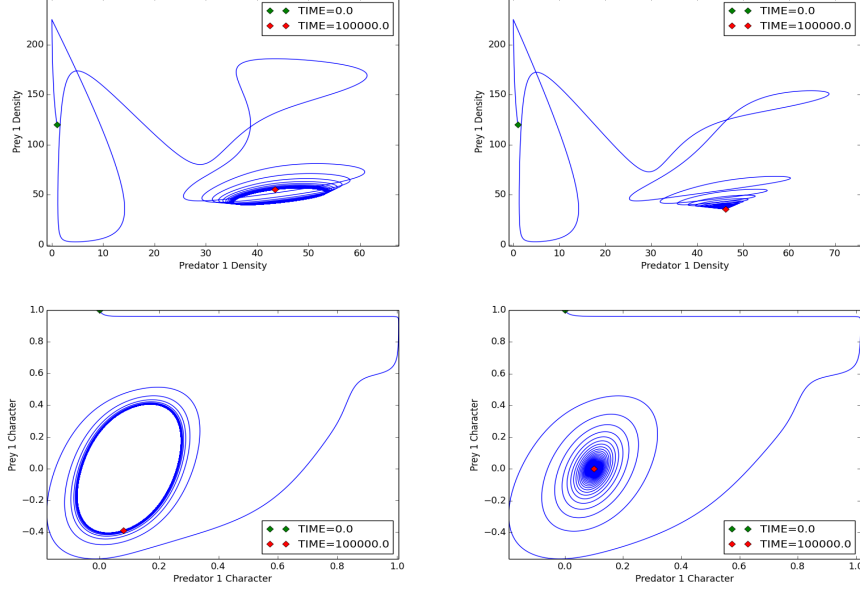 TIME=0.0
TIME=100000.0
200
150
100
50
0
Prey 1 Density
0 10 20 30 40 50 60
Predator 1 Density
TIME=0.0
TIME=100000.0
200
150
100
50
0
Prey 1 Density
0 10 20 30 40 50 60 70
Predator 1 Density
1.0
0.8
0.6
0.4
0.2
0.0
−0.2
−0.4
Prey 1 Character
TIME=0.0
TIME=100000.0
0.0 0.2 0.4 0.6 0.8 1.0
Predator 1 Character
1.0
0.8
0.6
0.4
0.2
0.0
−0.2
−0.4
Prey 1 Character
TIME=0.0
TIME=100000.0
0.0 0.2 0.4 0.6 0.8 1.0
Predator 1 Character